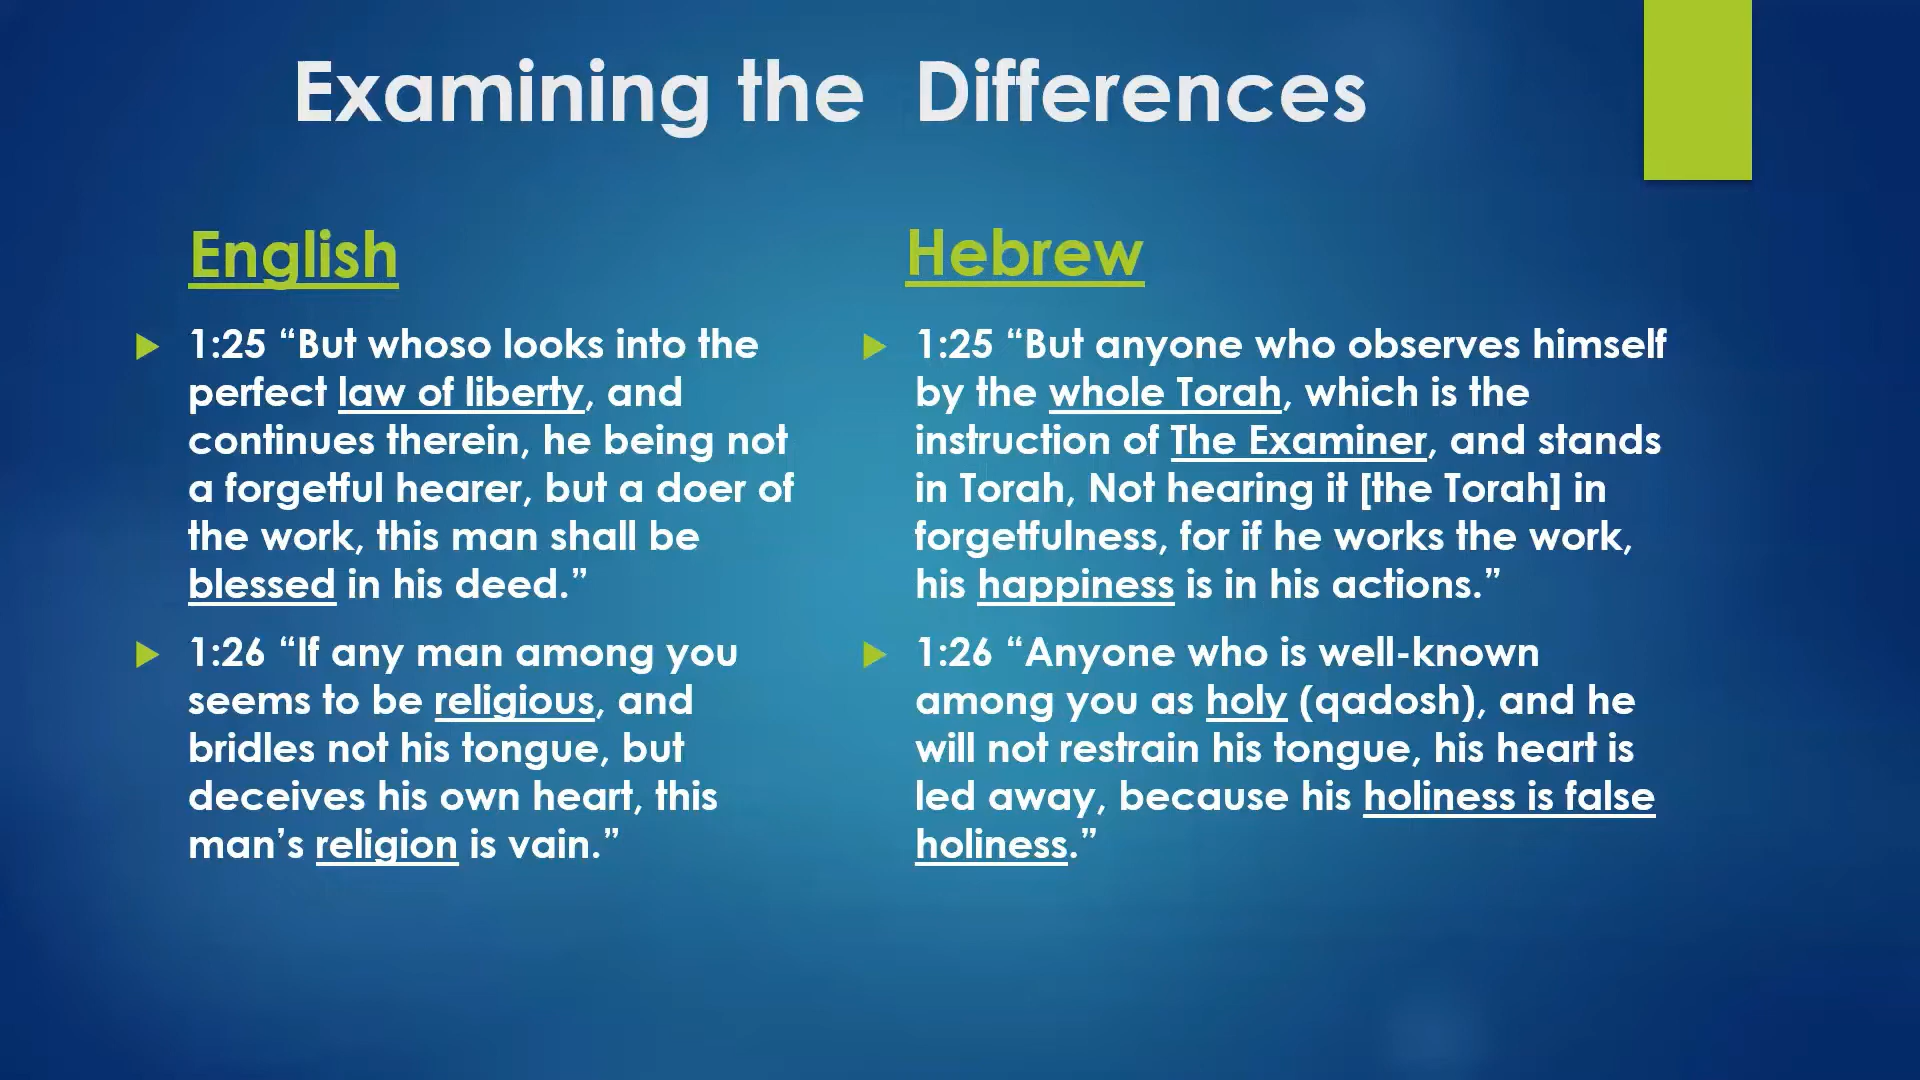 Examining the Differences
English
1:25 “But whoso looks into the
perfect law of liberty, and
continues therein, he being not
a forgetful hearer, but a doer of
the work, this man shall be
blessed in his deed.”
1:26 “If any man among you
seems to be religious, and
bridles not his tongue, but
deceives his own heart, this
man’s religion is vain.”
Hebrew
1:25 “But anyone who observes himself
by the whole Torah, which is the
instruction of The Examiner, and stands
in Torah, Not hearing it [the Torah] in
forgetfulness, for if he works the work,
his happiness is in his actions.”
1:26 “Anyone who is well-known
among you as holy (qadosh), and he
will not restrain his tongue, his heart is
led away, because his holiness is false
holiness.”